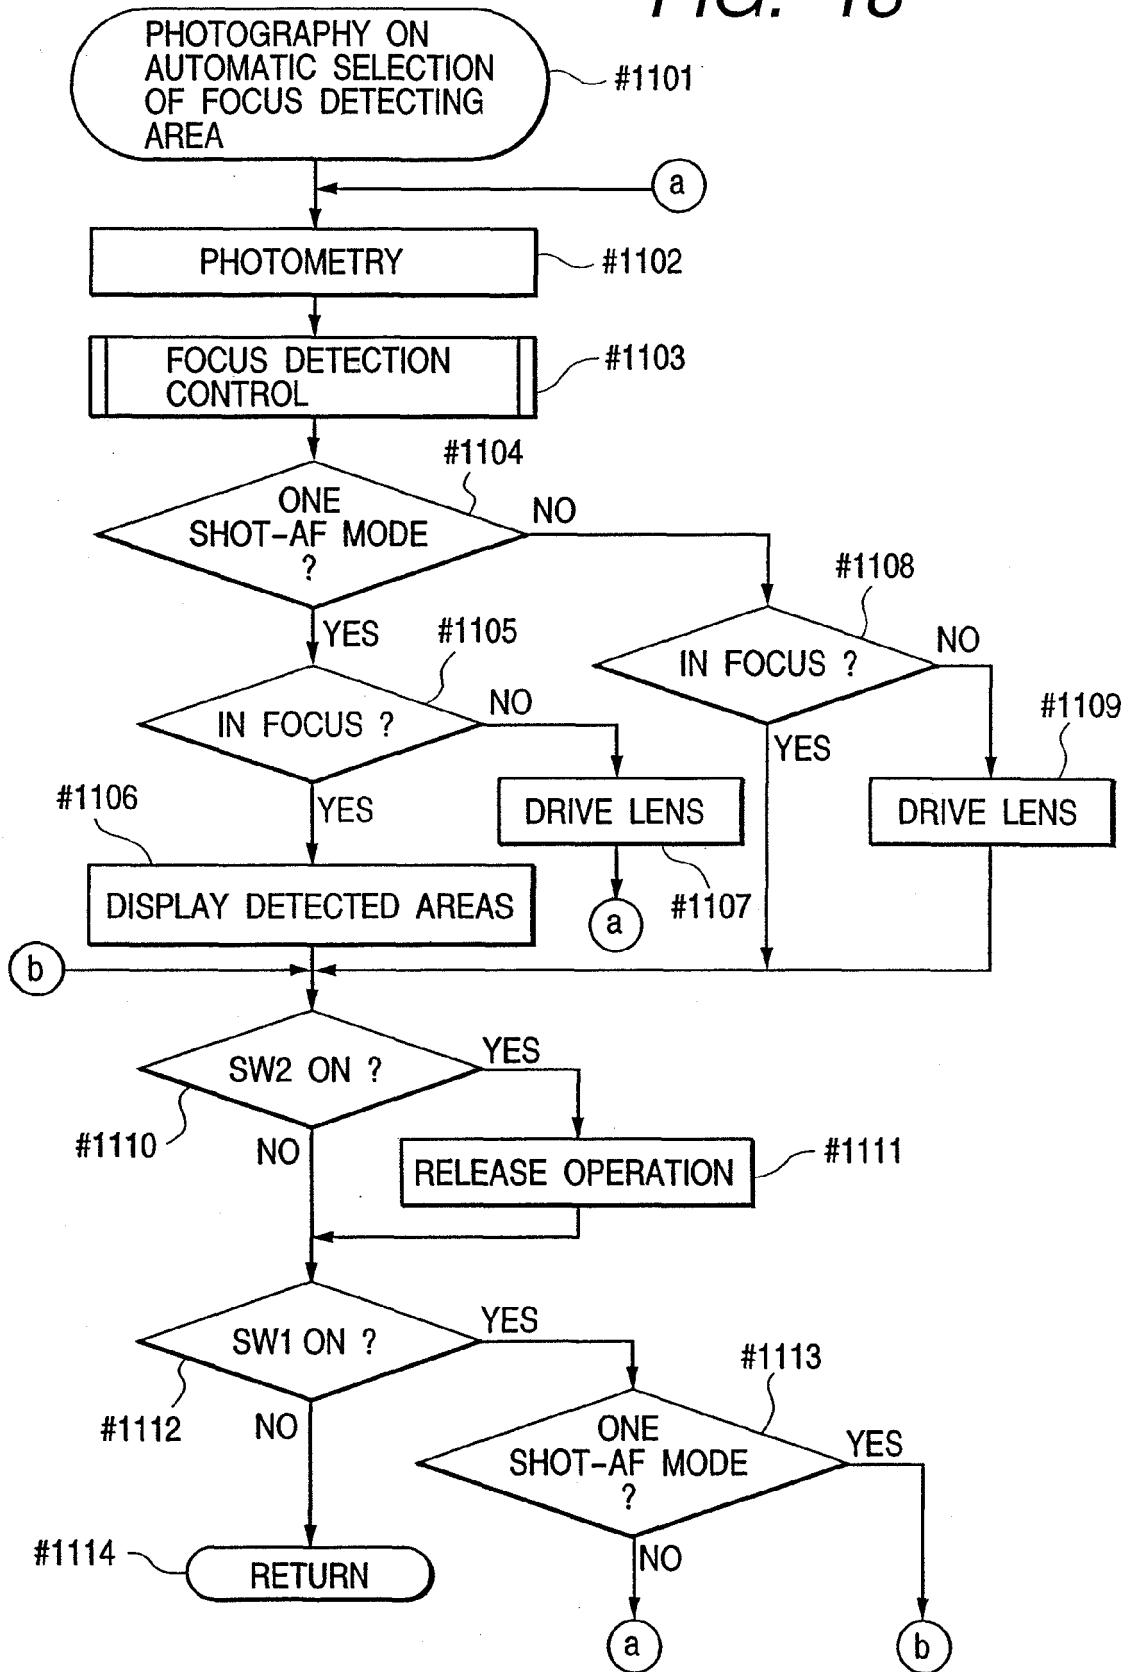 PHOTOGRAPHY ON
AUTOMATIC SELECTION
OF FOCUS DETECTING
AREA
#1101
a
PHOTOMETRY
#1102
FOCUS DETECTION
CONTROL
#1103
#1104
ONE
SHOT-AF MODE
?
NO
YES
#1108
IN FOCUS ?
NO
YES
#1105
IN FOCUS ?
NO
YES
#1109
DRIVE LENS
#1106
DRIVE LENS
#1107
a
DISPLAY DETECTED AREAS
b
SW2 ON ?
YES
#1110
NO
RELEASE OPERATION
#1111
SW1 ON ?
YES
#1112
NO
#1113
ONE
SHOT-AF MODE
?
YES
NO
#1114
RETURN
a
b